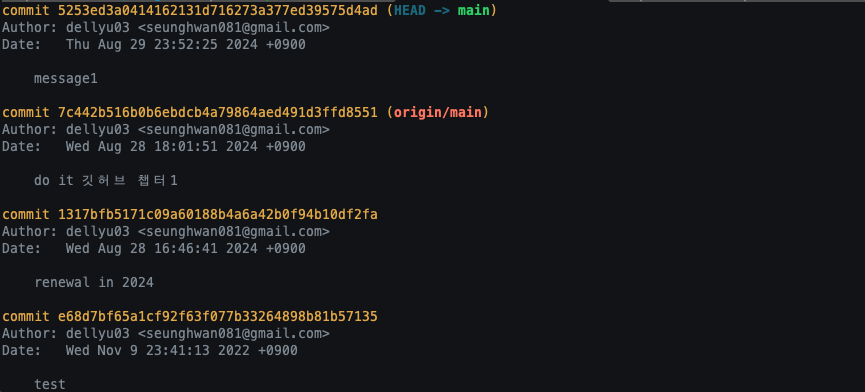 commit 5253ed3a0414162131d716273a377ed39575d4ad (HEAD -> main)
Author: dellyu03 <seunghwan081@gmail.com>
Date:   Thu Aug 29 23:52:25 2024 +0900
message1
commit 7c442b516b0b6ebdcb4a79864aed491d3ffd8551 (origin/main)
Author: dellyu03 <seunghwan081@gmail.com>
Date:   Wed Aug 28 18:01:51 2024 +0900
do it 깃허브 챕터1
commit 1317bfb5171c09a60188b4a6a42b0f94b10df2fa
Author: dellyu03 <seunghwan081@gmail.com>
Date:   Wed Aug 28 16:46:41 2024 +0900
renewal in 2024
commit e68d7bf65a1cf92f63f077b33264898b81b57135
Author: dellyu03 <seunghwan081@gmail.com>
Date:   Wed Nov 9 23:41:13 2022 +0900
test